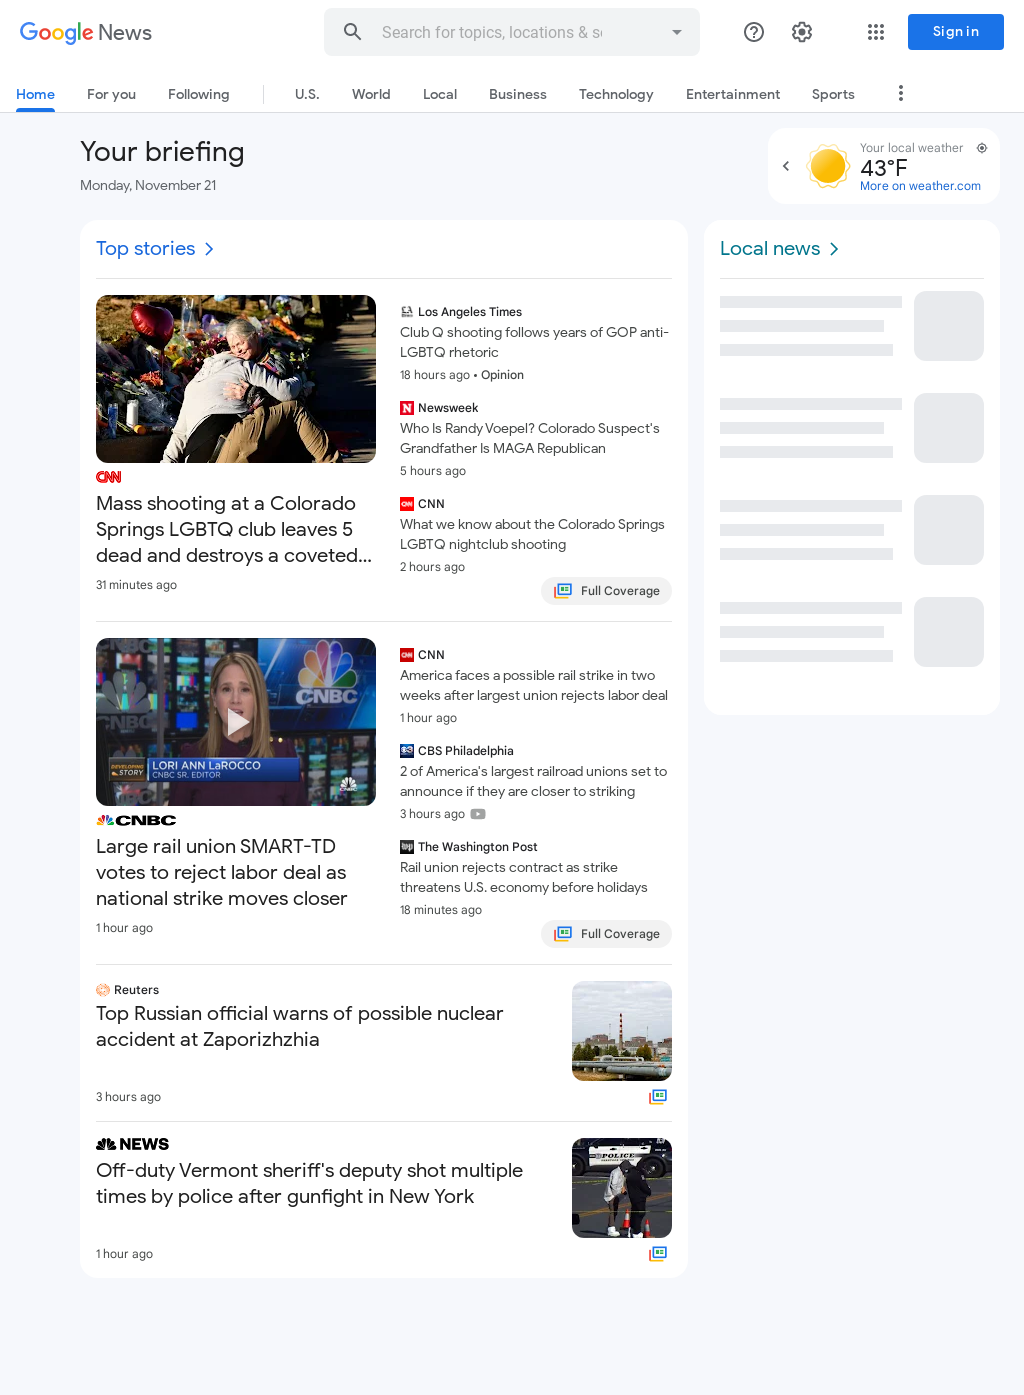 Google News
Search for topics, locations & so
Sign in
Home
For you
Following
U.S.
World
Local
Business
Technology
Entertainment
Sports
Your briefing
Monday, November 21
Your local weather
43°F
More on weather.com
Top stories
CNN
Mass shooting at a Colorado
Springs LGBTQ club leaves 5
dead and destroys a coveted...
31 minutes ago
Los Angeles Times
Club Q shooting follows years of GOP anti-
LGBTQ rhetoric
18 hours ago • Opinion
Newsweek
Who Is Randy Voepel? Colorado Suspect's
Grandfather Is MAGA Republican
5 hours ago
CNN
What we know about the Colorado Springs
LGBTQ nightclub shooting
2 hours ago
Full Coverage
CNBC
CNBC
DEVELOPING
STORY
LORI ANN LaROCCO
CNBC SR. EDITOR
CNBC
CNBC
Large rail union SMART-TD
votes to reject labor deal as
national strike moves closer
1 hour ago
CNN
America faces a possible rail strike in two
weeks after largest union rejects labor deal
1 hour ago
CBS Philadelphia
2 of America's largest railroad unions set to
announce if they are closer to striking
3 hours ago
The Washington Post
Rail union rejects contract as strike
threatens U.S. economy before holidays
18 minutes ago
Full Coverage
Reuters
Top Russian official warns of possible nuclear
accident at Zaporizhzhia
3 hours ago
NEWS
Off-duty Vermont sheriff's deputy shot multiple
times by police after gunfight in New York
POLICE
1 hour ago
Local news